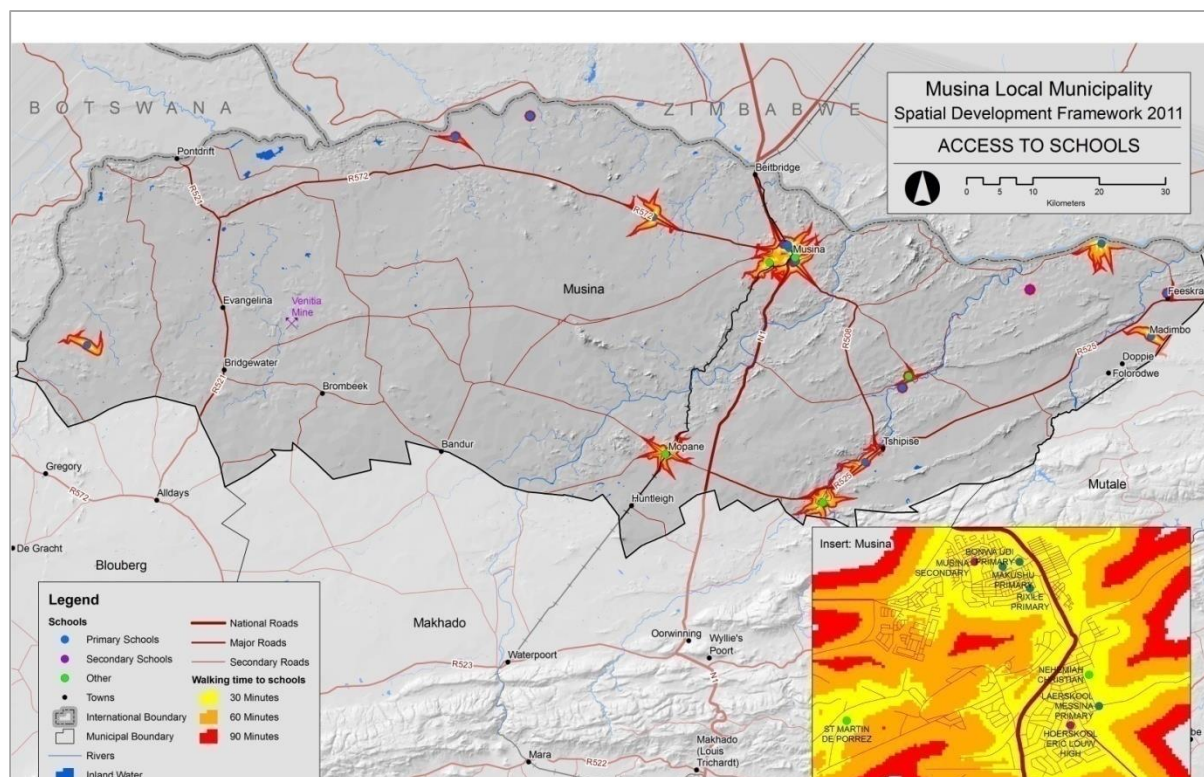 BOTSWANA
ZIMBABWE
Musina Local Municipality
Spatial Development Framework 2011
ACCESS TO SCHOOLS
0 5 10 20 30
Kilometers
Pontdrift
R572
R521
Beitbridge
R572
Musina
Musina
Evangelina
Venitia
Mine
Feeskra
Madimbo
Doppie
Folorodwe
R525
R508
N1
Bridgewater
R521
Brombeek
Bandur
Mopane
Tshipise
R525
Huntleigh
Mutale
Gregory
R572
Alldays
De Gracht
Blouberg
Makhado
Oorwinning
Wyllie's
Poort
Waterpoort
R523
N1
Mara
R522
Makhado
(Louis
Trichardt)
Legend
Schools
Primary Schools
Secondary Schools
Other
Towns
International Boundary
Municipal Boundary
Rivers
Inland Water
National Roads
Major Roads
Secondary Roads
Walking time to schools
30 Minutes
60 Minutes
90 Minutes
Insert: Musina
BONWA UDI
PRIMARY
MUSINA
SECONDARY
MAKUSHU
PRIMARY
RIXILE
PRIMARY
NEHEMIAH
CHRISTIAN
LAERSKOOL
MESSINA
PRIMARY
HOERSKOOL
ERIC LOUW
HIGH
ST MARTIN
DE PORREZ
be